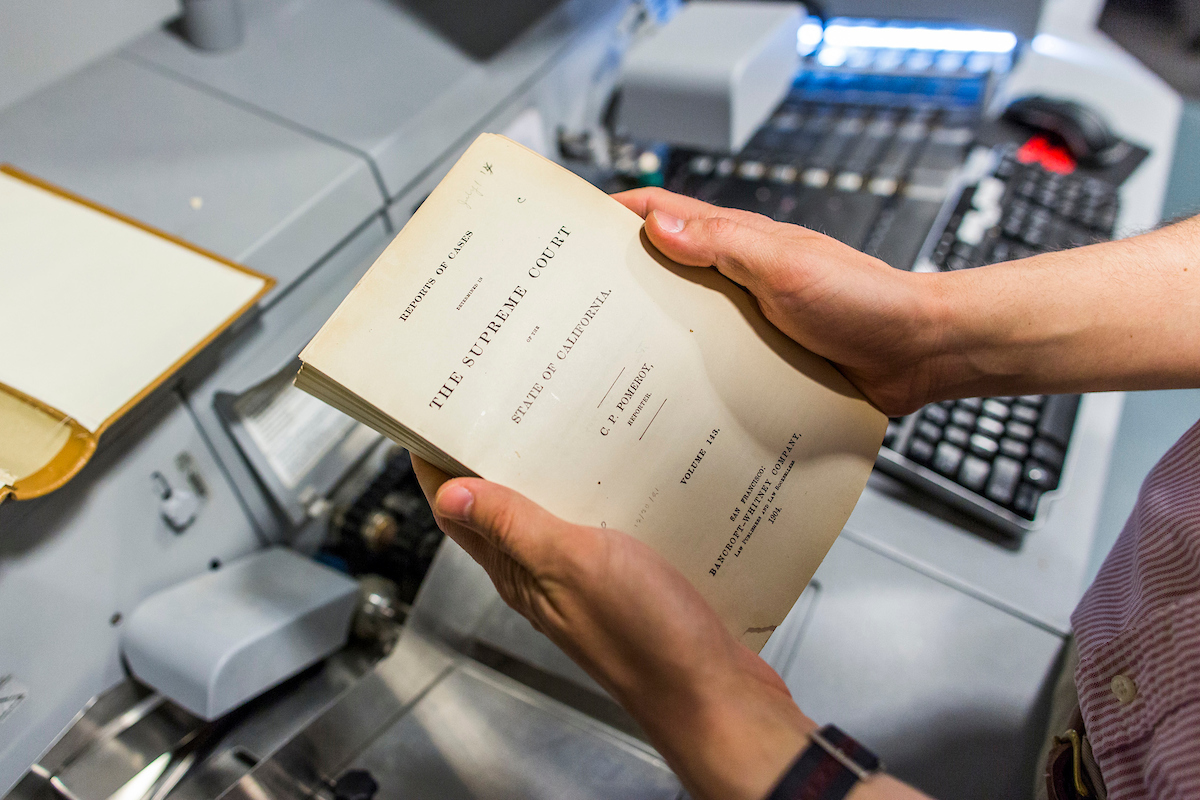 REPORTS OF CASES
DETERMINED IN
THE SUPREME COURT
OF THE
STATE OF CALIFORNIA.
C. P. POMEROY,
REPORTER.
VOLUME 143.
SAN FRANCISCO:
BANCROFT-WHITNEY COMPANY,
LAW PUBLISHERS AND LAW BOOKSELLERS
1904.